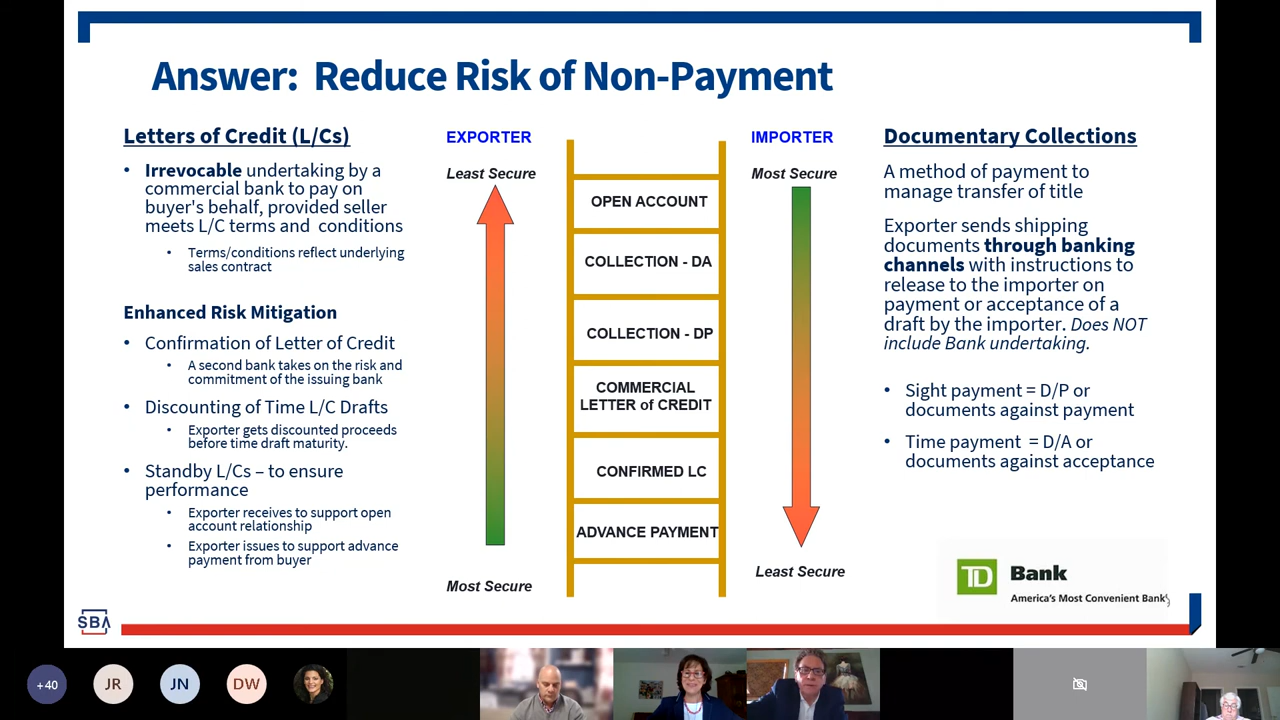 Answer: Reduce Risk of Non-Payment
Letters of Credit (L/Cs)
• Irrevocable undertaking by a
commercial bank to pay on
buyer's behalf, provided seller
meets L/C terms and conditions
• Terms/conditions reflect underlying
sales contract
Enhanced Risk Mitigation
• Confirmation of Letter of Credit
• A second bank takes on the risk and
commitment of the issuing bank
• Discounting of Time L/C Drafts
• Exporter gets discounted proceeds
before time draft maturity.
• Standby L/Cs – to ensure
performance
• Exporter receives to support open
account relationship
• Exporter issues to support advance
payment from buyer
EXPORTER
Least Secure
Most Secure
OPEN ACCOUNT
COLLECTION - DA
COLLECTION - DP
COMMERCIAL
LETTER of CREDIT
CONFIRMED LC
ADVANCE PAYMENT
IMPORTER
Most Secure
Least Secure
Documentary Collections
A method of payment to
manage transfer of title
Exporter sends shipping
documents through banking
channels with instructions to
release to the importer on
payment or acceptance of a
draft by the importer. Does NOT
include Bank undertaking.
• Sight payment = D/P or
documents against payment
• Time payment = D/A or
documents against acceptance
TD Bank
America's Most Convenient Bank
SBA
+40
JR
JN
DW